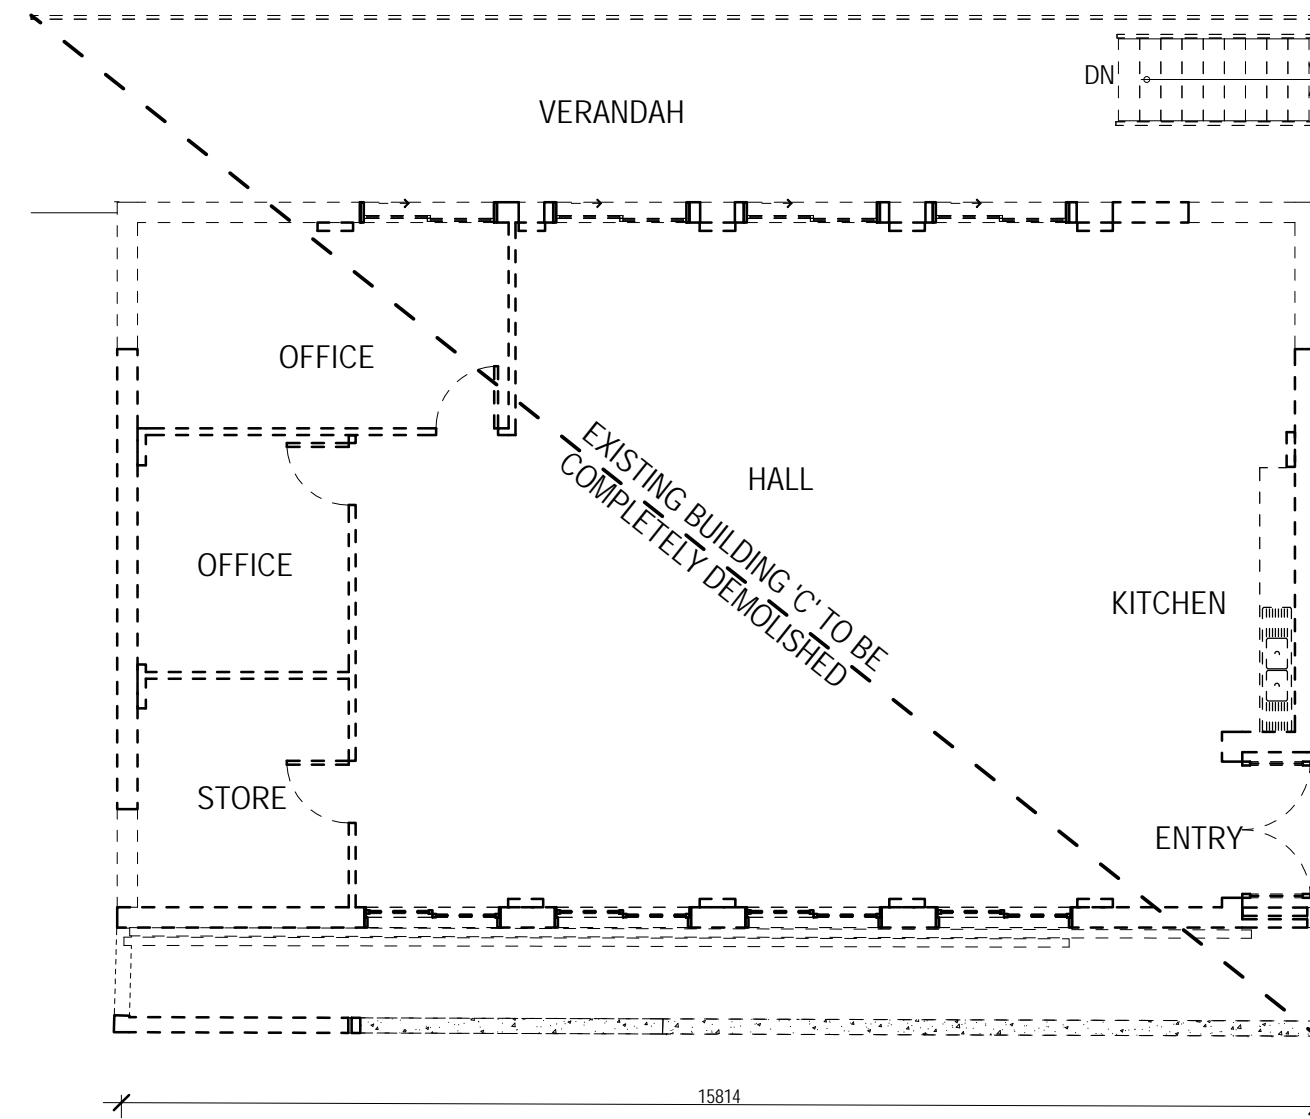 DN
VERANDAH
OFFICE
EXISTING BUILDING 'C' TO BE
COMPLETELY DEMOLISHED
HALL
OFFICE
KITCHEN
STORE
ENTRY
15814